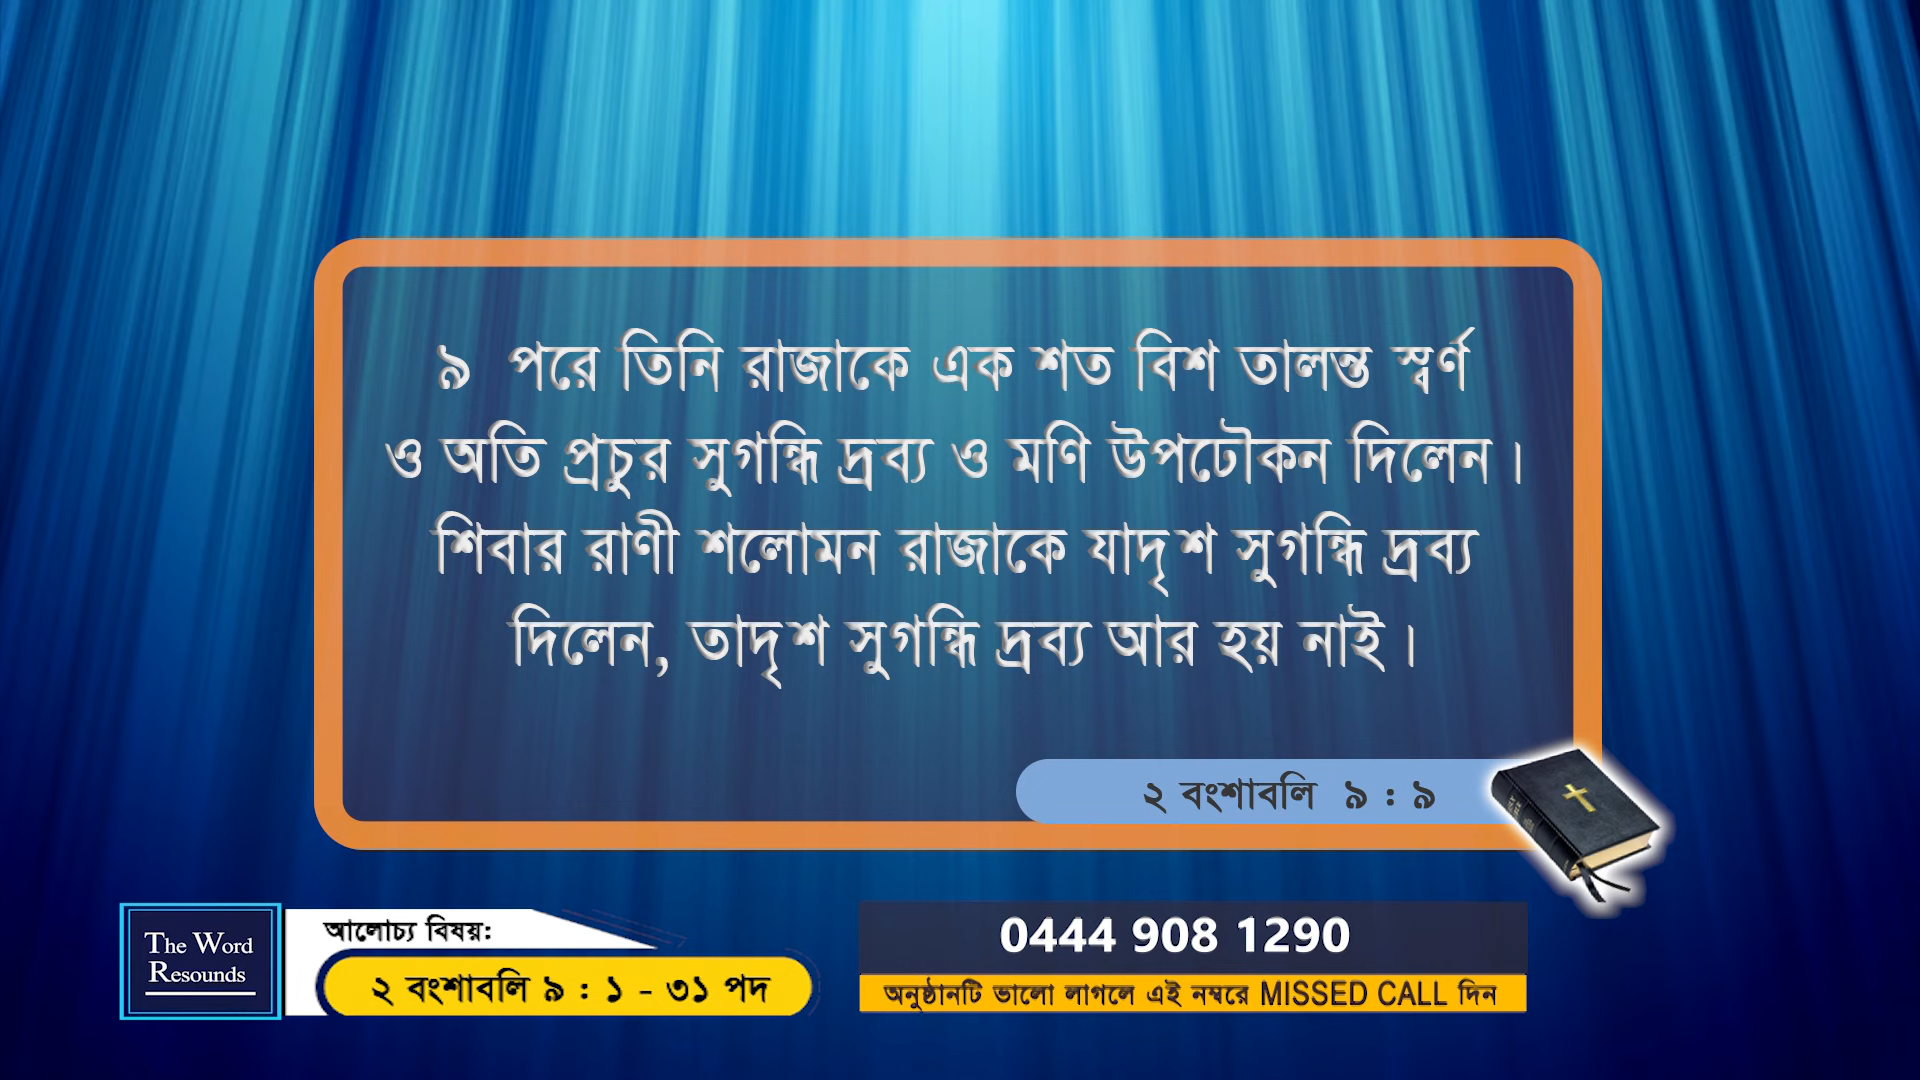 ৯ পরে তিনি রাজাকে এক শত বিশ তালন্ত স্বর্ণ
ও অতি প্রচুর সুগন্ধি দ্রব্য ও মণি উপঢৌকন দিলেন।
শিবার রাণী শলোমন রাজাকে যাদৃশ সুগন্ধি দ্রব্য
দিলেন, তাদৃশ সুগন্ধি দ্রব্য আর হয় নাই।
২ বংশাবলি ৯ : ৯
The Word
Resounds
আলোচ্য বিষয়:
২ বংশাবলি ৯ : ১ - ৩১ পদ
0444 908 1290
অনুষ্ঠানটি ভালো লাগলে এই নম্বরে MISSED CALL দিন